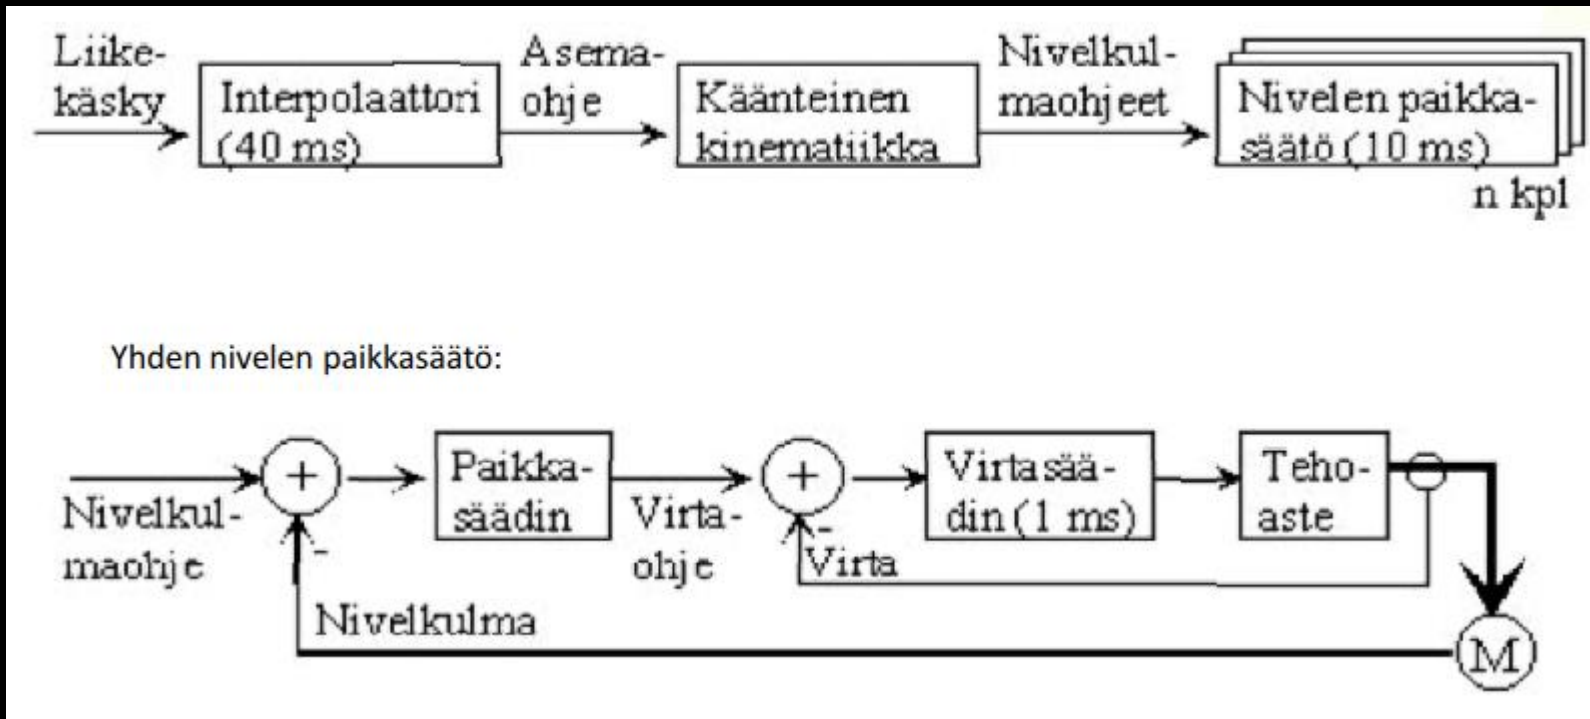 Liike-
käsky
Interpolaattori
(40 ms)
Asema-
ohje
Käänteinen
kinematiikka
Nivelkul-
maohjeet
Nivelen paikka-
säätö (10 ms)
n kpl
Yhden nivelen paikkasäätö:
Nivelkul-
maohje
+
-
Paikka-
säädin
Virta-
ohje
+
-
Virta
Virtasää-
din (1 ms)
Teho-
aste
Nivelkulma
M